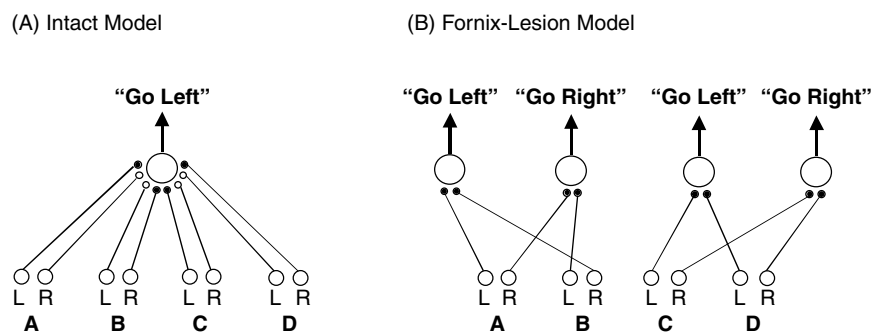 (A) Intact Model
(B) Fornix-Lesion Model
“Go Left”
“Go Left” “Go Right” “Go Left” “Go Right”
L R L R L R L R
A B C D
L R L R L R L R
A B C D